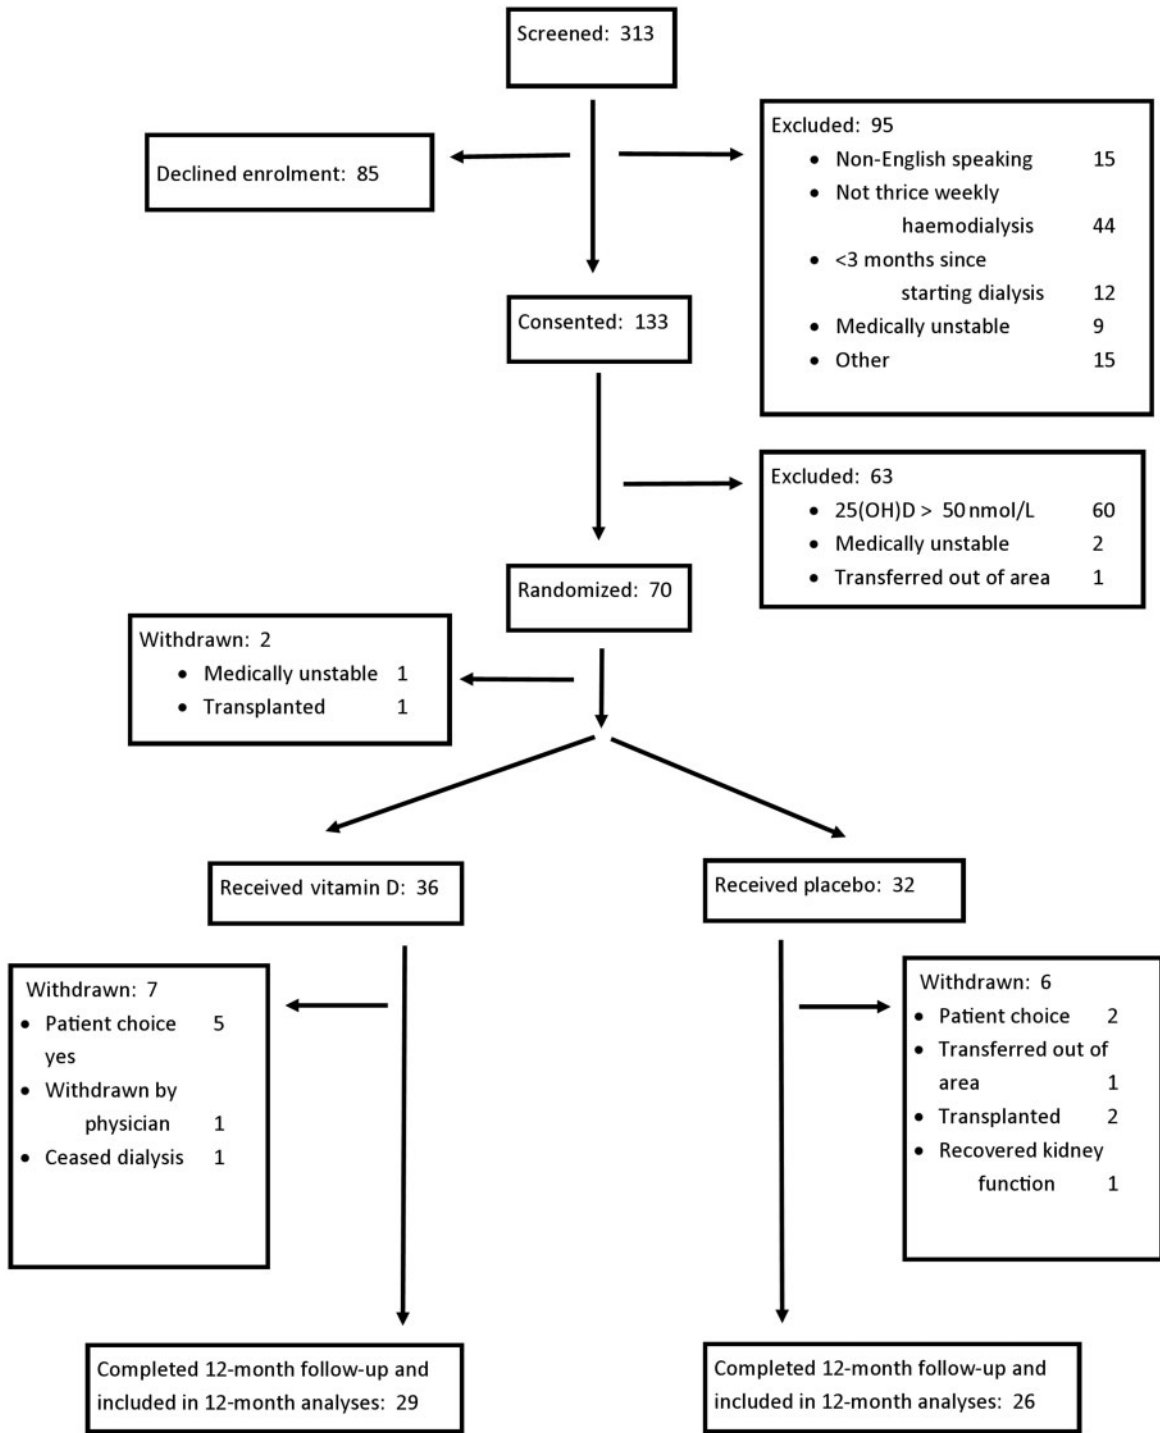 Screened: 313
Declined enrolment: 85
Excluded: 95
• Non-English speaking 15
• Not thrice weekly
haemodialysis 44
• <3 months since
starting dialysis 12
• Medically unstable 9
• Other 15
Consented: 133
Excluded: 63
• 25(OH)D > 50 nmol/L 60
• Medically unstable 2
• Transferred out of area 1
Randomized: 70
Withdrawn: 2
• Medically unstable 1
• Transplanted 1
Received vitamin D: 36
Received placebo: 32
Withdrawn: 7
• Patient choice 5
yes
• Withdrawn by
physician 1
• Ceased dialysis 1
Withdrawn: 6
• Patient choice 2
• Transferred out of
area 1
• Transplanted 2
• Recovered kidney
function 1
Completed 12-month follow-up and
included in 12-month analyses: 29
Completed 12-month follow-up and
included in 12-month analyses: 26